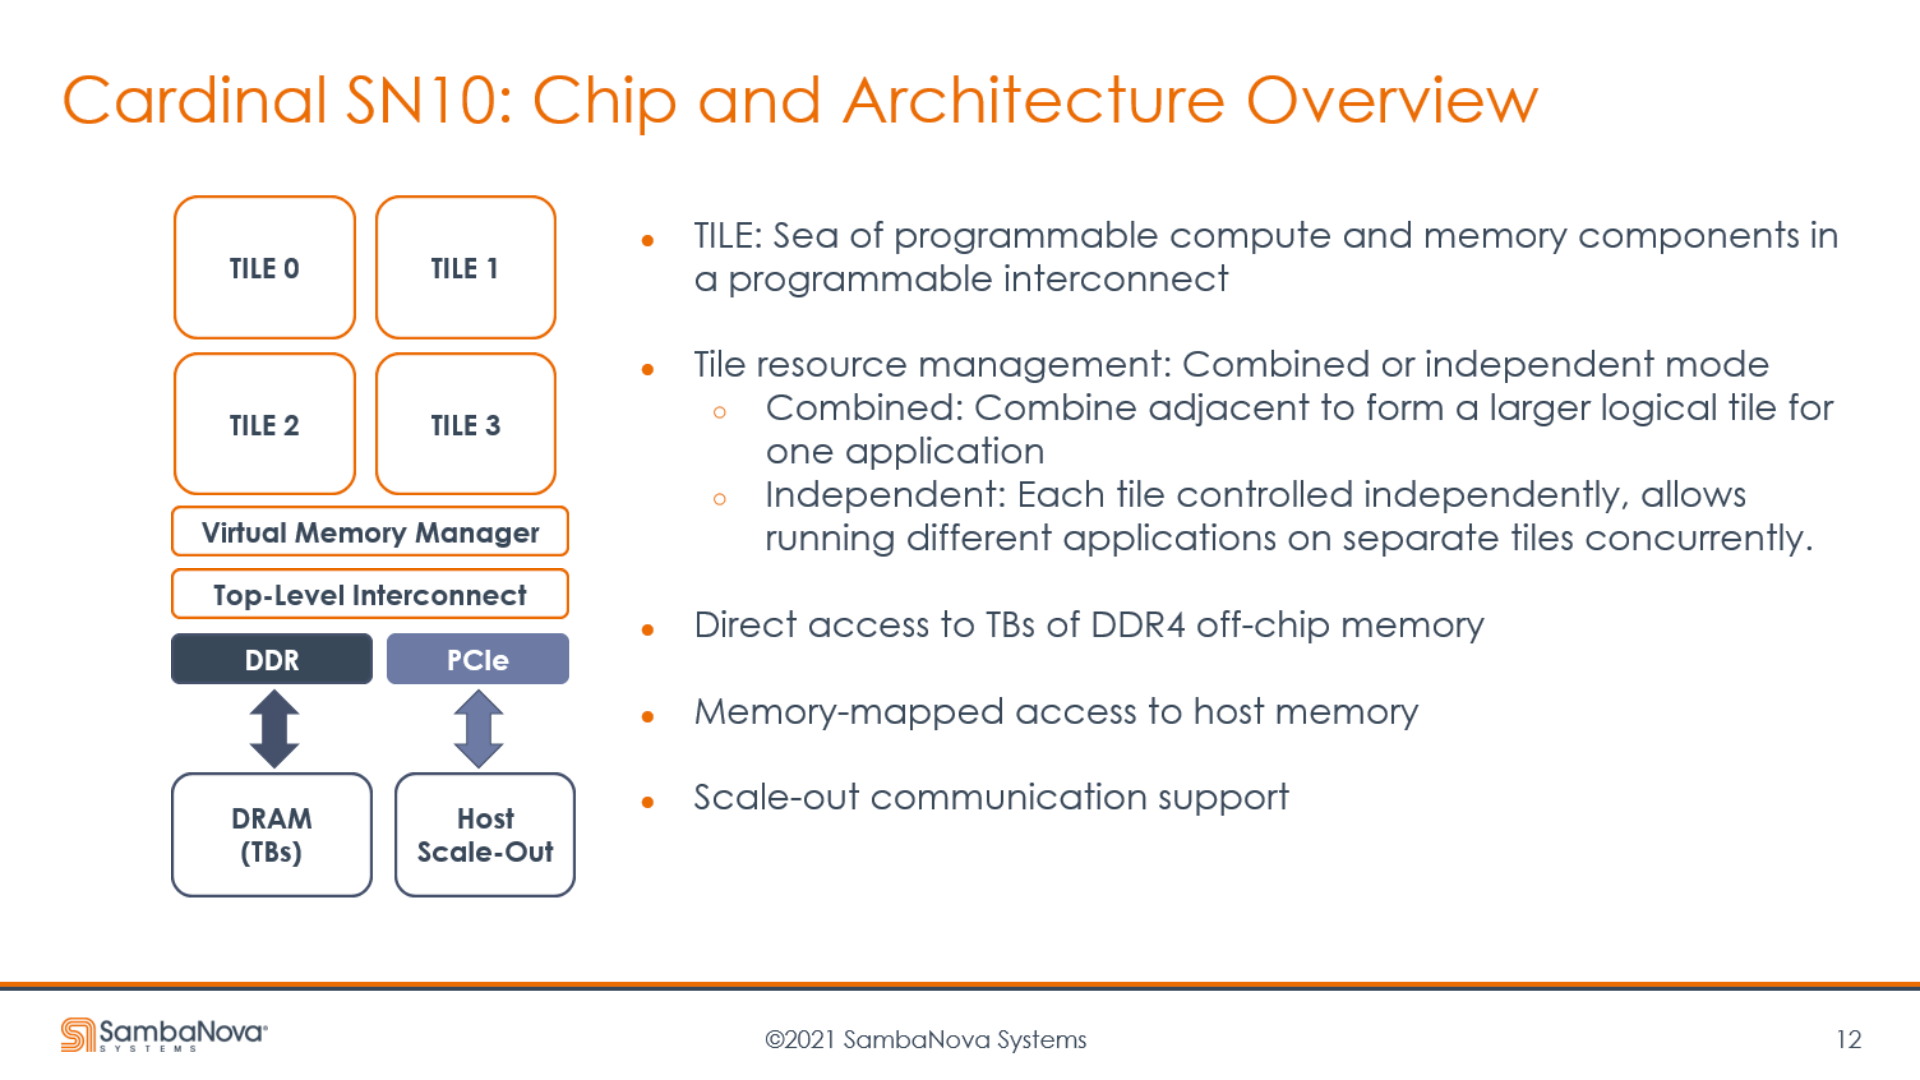 Cardinal SN10: Chip and Architecture Overview
TILE 0
TILE 1
TILE 2
TILE 3
Virtual Memory Manager
Top-Level Interconnect
DDR
PCIe
DRAM
(TBs)
Host
Scale-Out
• TILE: Sea of programmable compute and memory components in
a programmable interconnect
• Tile resource management: Combined or independent mode
○ Combined: Combine adjacent to form a larger logical tile for
one application
○ Independent: Each tile controlled independently, allows
running different applications on separate tiles concurrently.
• Direct access to TBs of DDR4 off-chip memory
• Memory-mapped access to host memory
• Scale-out communication support
SambaNova
SYSTEMS
©2021 SambaNova Systems
12